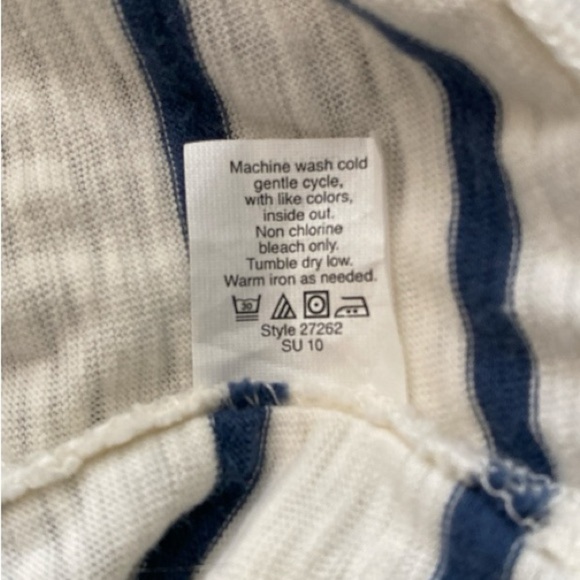 Machine wash cold
gentle cycle,
with like colors,
inside out.
Non chlorine
bleach only.
Tumble dry low.
Warm iron as needed.
30
Style 27262
SU 10